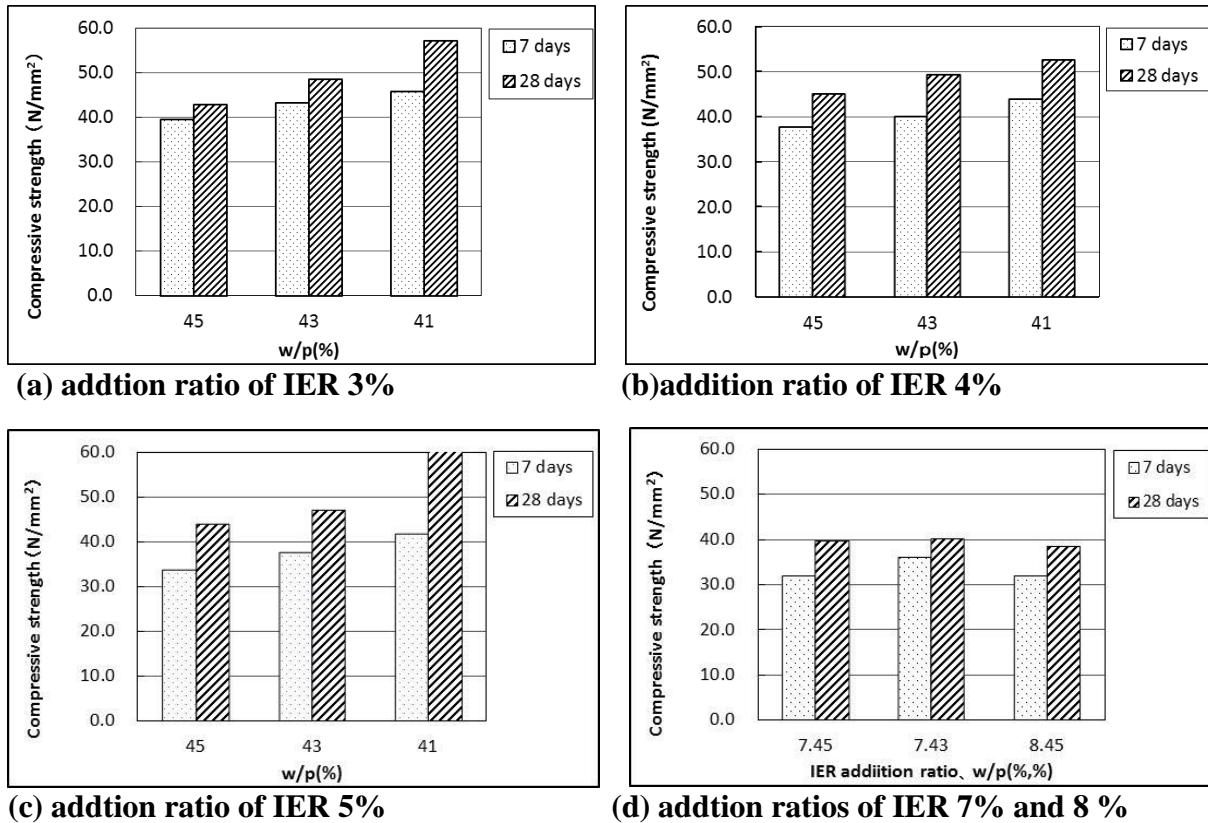 60.0
50.0
40.0
30.0
20.0
10.0
0.0
Compressive strength (N/mm²)
45 43 41
w/p(%)
7 days
28 days
(a) addtion ratio of IER 3%
60.0
50.0
40.0
30.0
20.0
10.0
0.0
Compressive strength (N/mm²)
45 43 41
w/p(%)
7 days
28 days
(b)addition ratio of IER 4%
60.0
50.0
40.0
30.0
20.0
10.0
0.0
Compressive strength (N/mm²)
45 43 41
w/p(%)
7 days
28 days
(c) addtion ratio of IER 5%
60.0
50.0
40.0
30.0
20.0
10.0
0.0
Compressive strength (N/mm²)
7.45 7.43 8.45
IER addiition ratio、w/p(%,%)
7 days
28 days
(d) addtion ratios of IER 7% and 8 %